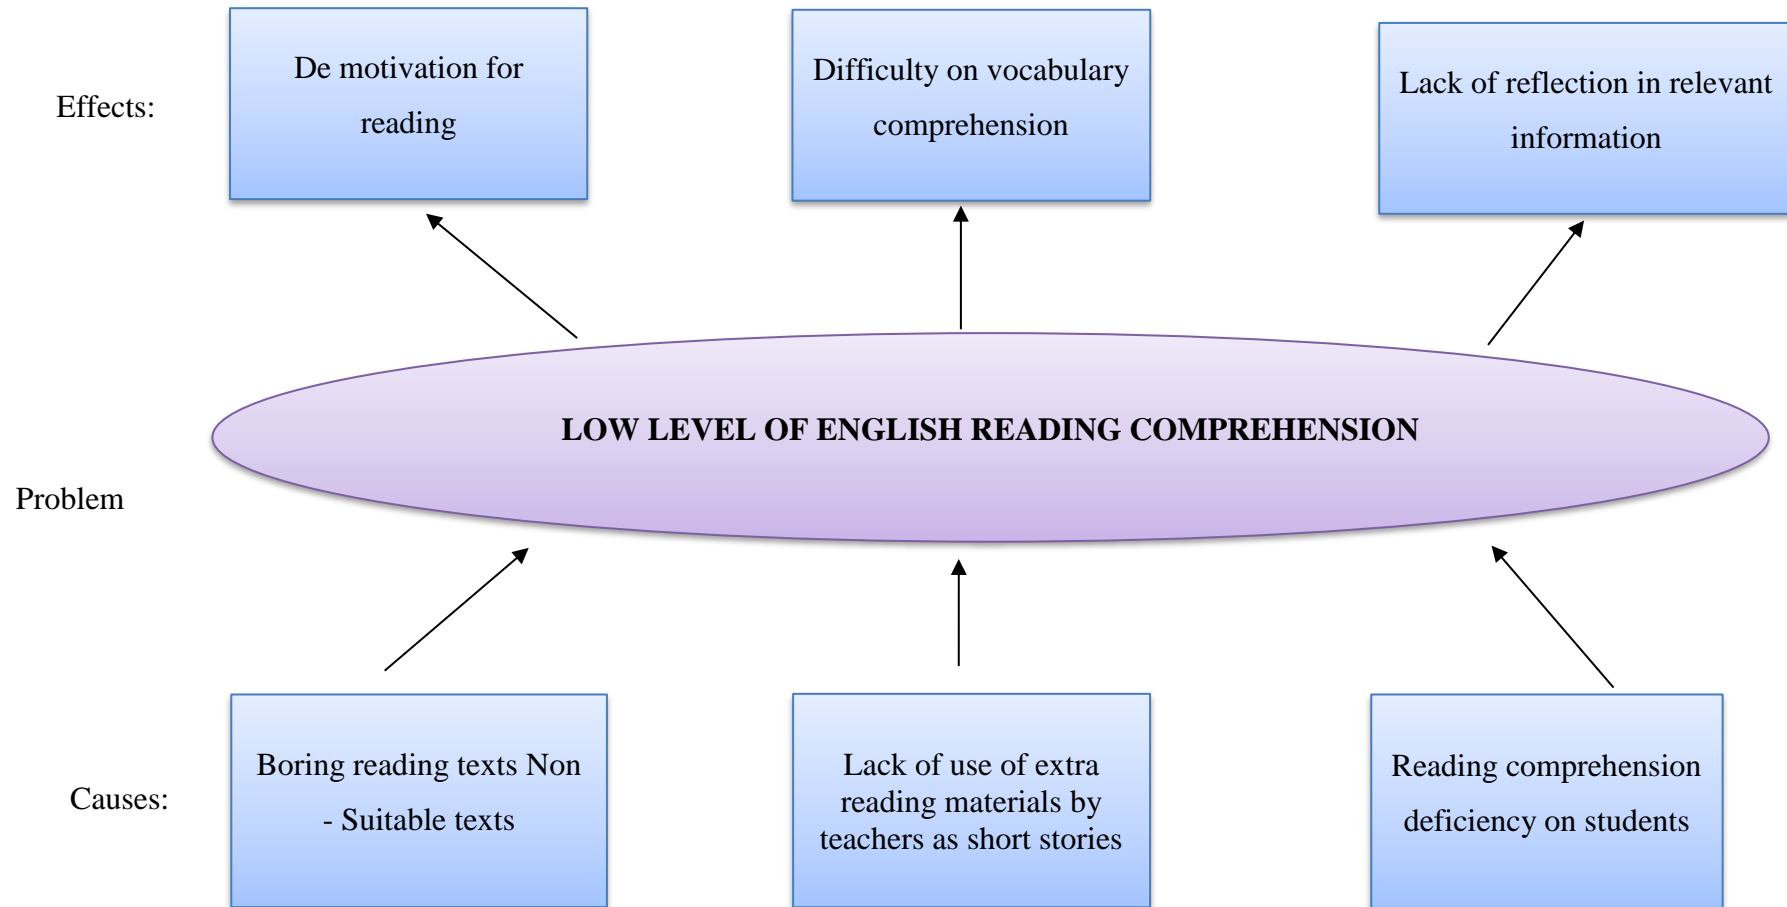 Effects:
De motivation for
reading
Difficulty on vocabulary
comprehension
Lack of reflection in relevant
information
LOW LEVEL OF ENGLISH READING COMPREHENSION
Problem
Causes:
Boring reading texts Non
- Suitable texts
Lack of use of extra
reading materials by
teachers as short stories
Reading comprehension
deficiency on students